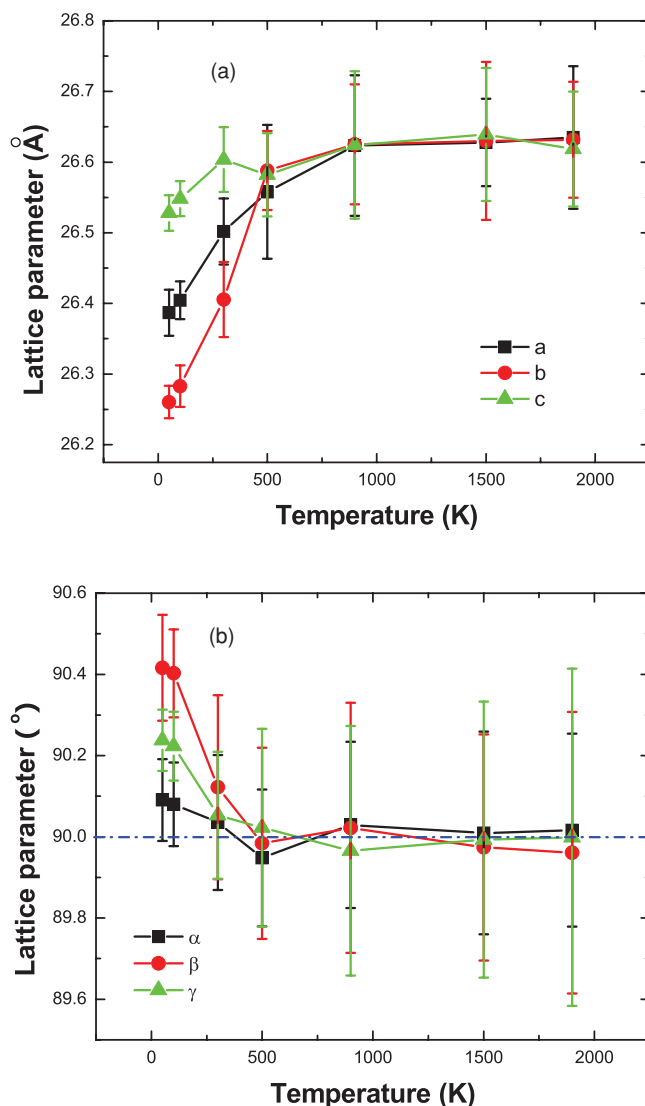 26.8
(a)
26.7
26.6
26.5
26.4
26.3
26.2
Lattice parameter (Å)
a
b
c
0 500 1000 1500 2000
Temperature (K)
90.6
(b)
90.4
90.2
90.0
89.8
89.6
Lattice parameter (°)
α
β
γ
0 500 1000 1500 2000
Temperature (K)